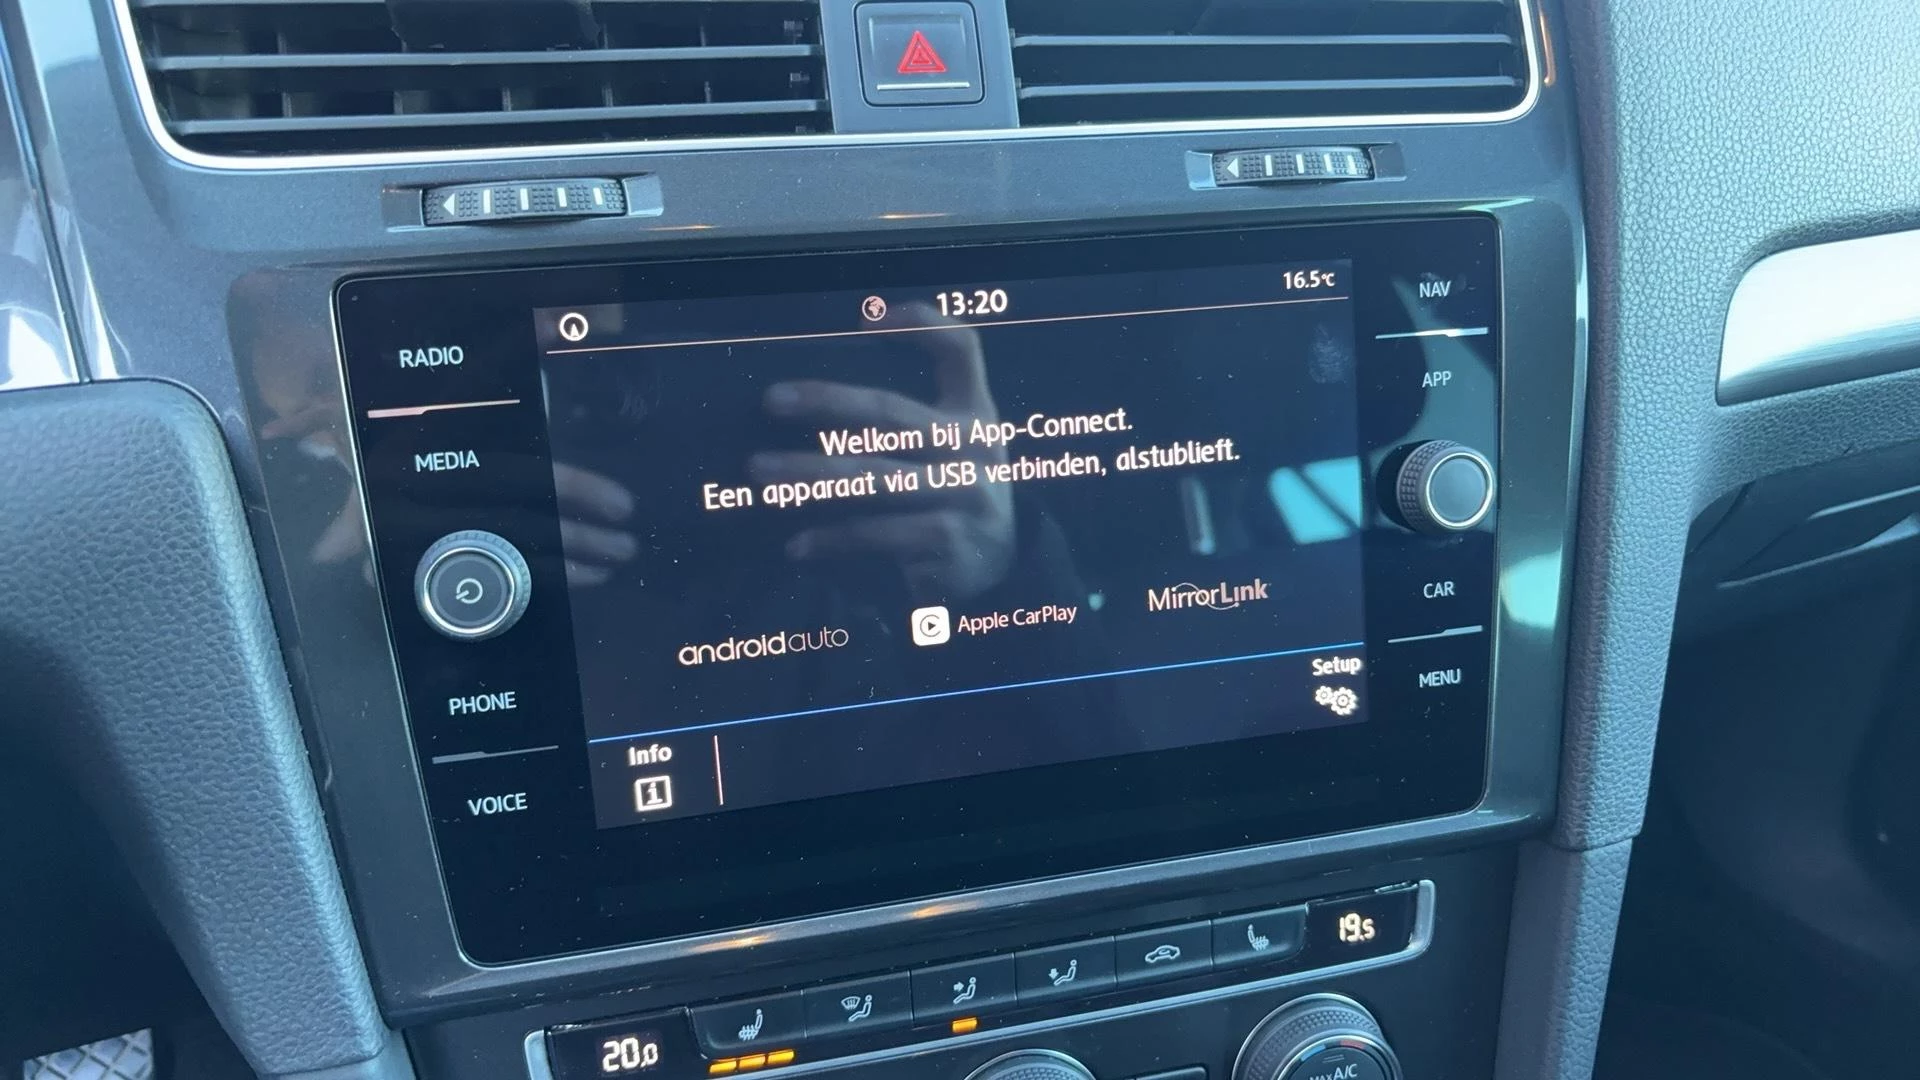 13:20
16.5°C
NAV
RADIO
APP
MEDIA
Welkom bij App-Connect.
Een apparaat via USB verbinden, alstublieft.
androidauto
Apple CarPlay
MirrorLink
CAR
Setup
MENU
PHONE
Info
i
VOICE
19.5
20.0
MAX A/C